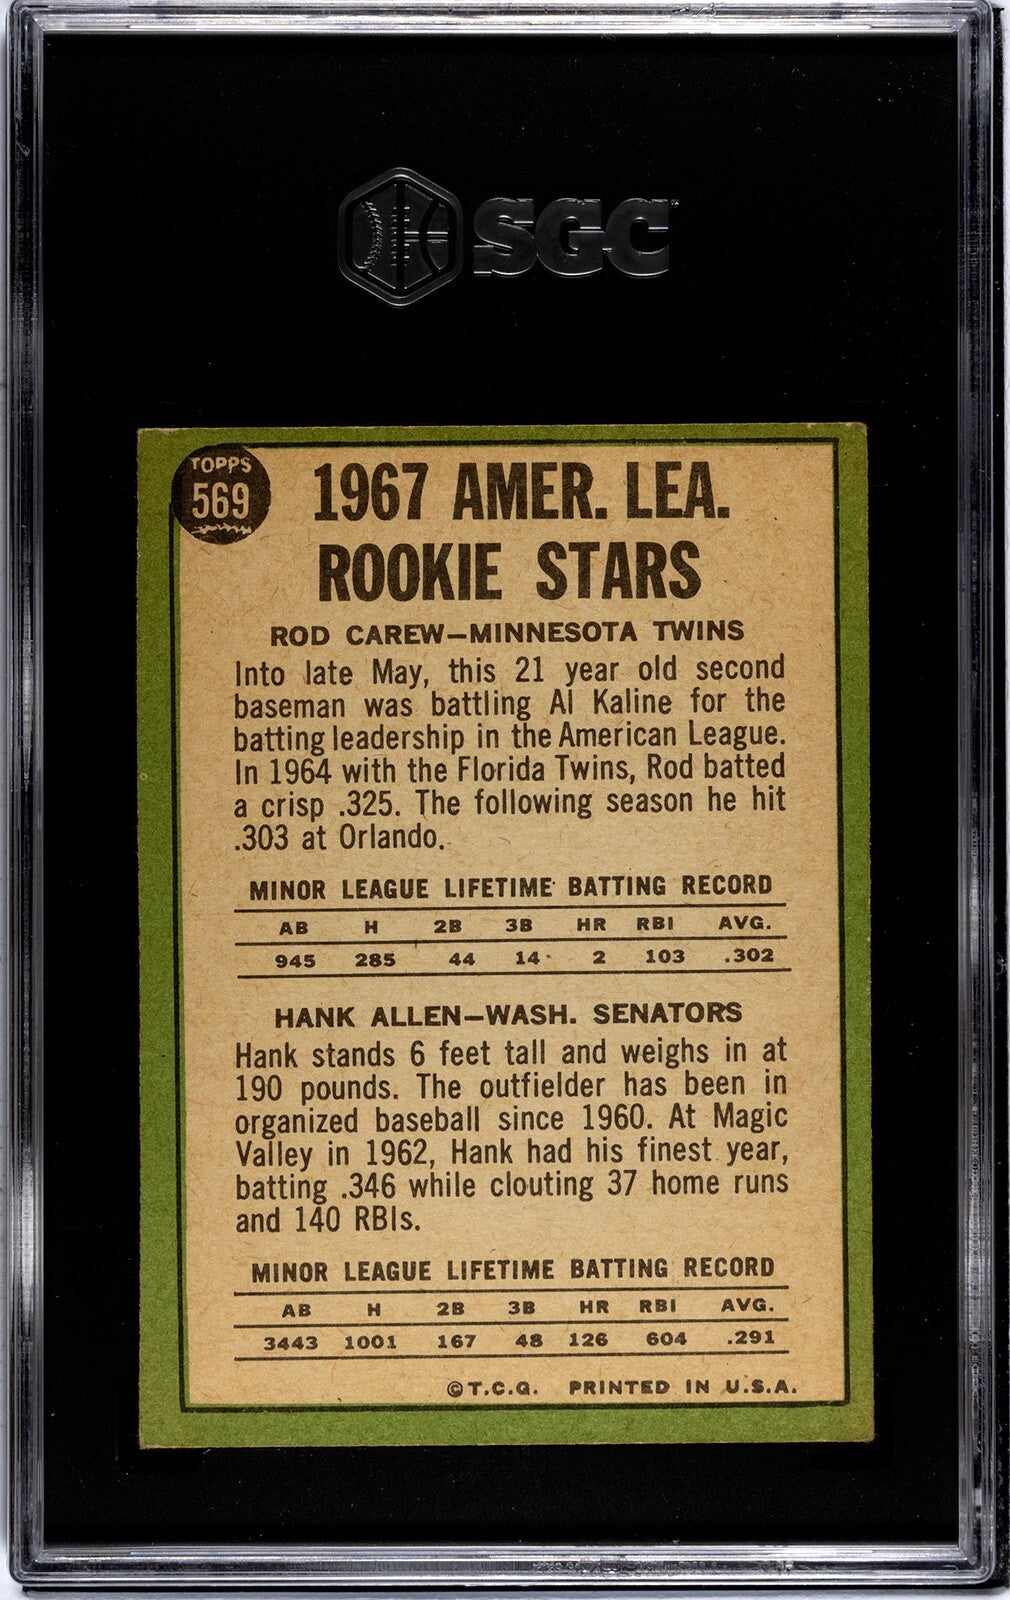 SGC
TOPPS
569
1967 AMER. LEA.
ROOKIE STARS
ROD CAREW—MINNESOTA TWINS
Into late May, this 21 year old second
baseman was battling Al Kaline for the
batting leadership in the American League.
In 1964 with the Florida Twins, Rod batted
a crisp .325. The following season he hit
.303 at Orlando.
MINOR LEAGUE LIFETIME BATTING RECORD
AB H 2B 3B HR RBI AVG.
945 285 44 14 2 103 .302
HANK ALLEN—WASH. SENATORS
Hank stands 6 feet tall and weighs in at
190 pounds. The outfielder has been in
organized baseball since 1960. At Magic
Valley in 1962, Hank had his finest year,
batting .346 while clouting 37 home runs
and 140 RBIs.
MINOR LEAGUE LIFETIME BATTING RECORD
AB H 2B 3B HR RBI AVG.
3443 1001 167 48 126 604 .291
©T.C.G. PRINTED IN U.S.A.